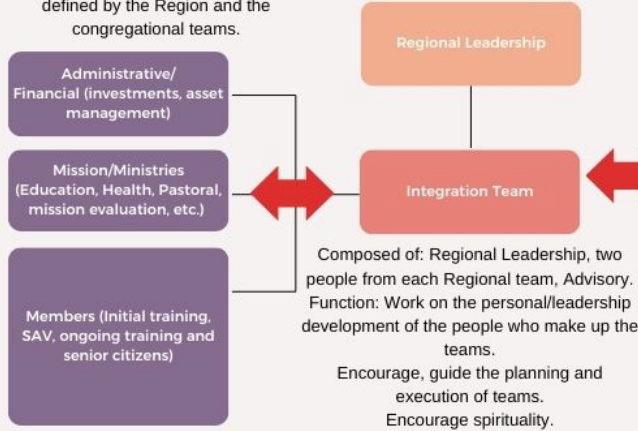 defined by the Region and the
congregational teams.
Regional Leadership
Administrative/
Financial (investments, asset
management)
Mission/Ministries
(Education, Health, Pastoral,
mission evaluation, etc.)
Integration Team
Members (Initial training,
SAV, ongoing training and
senior citizens)
Composed of: Regional Leadership, two
people from each Regional team, Advisory.
Function: Work on the personal/leadership
development of the people who make up the
teams.
Encourage, guide the planning and
execution of teams.
Encourage spirituality.